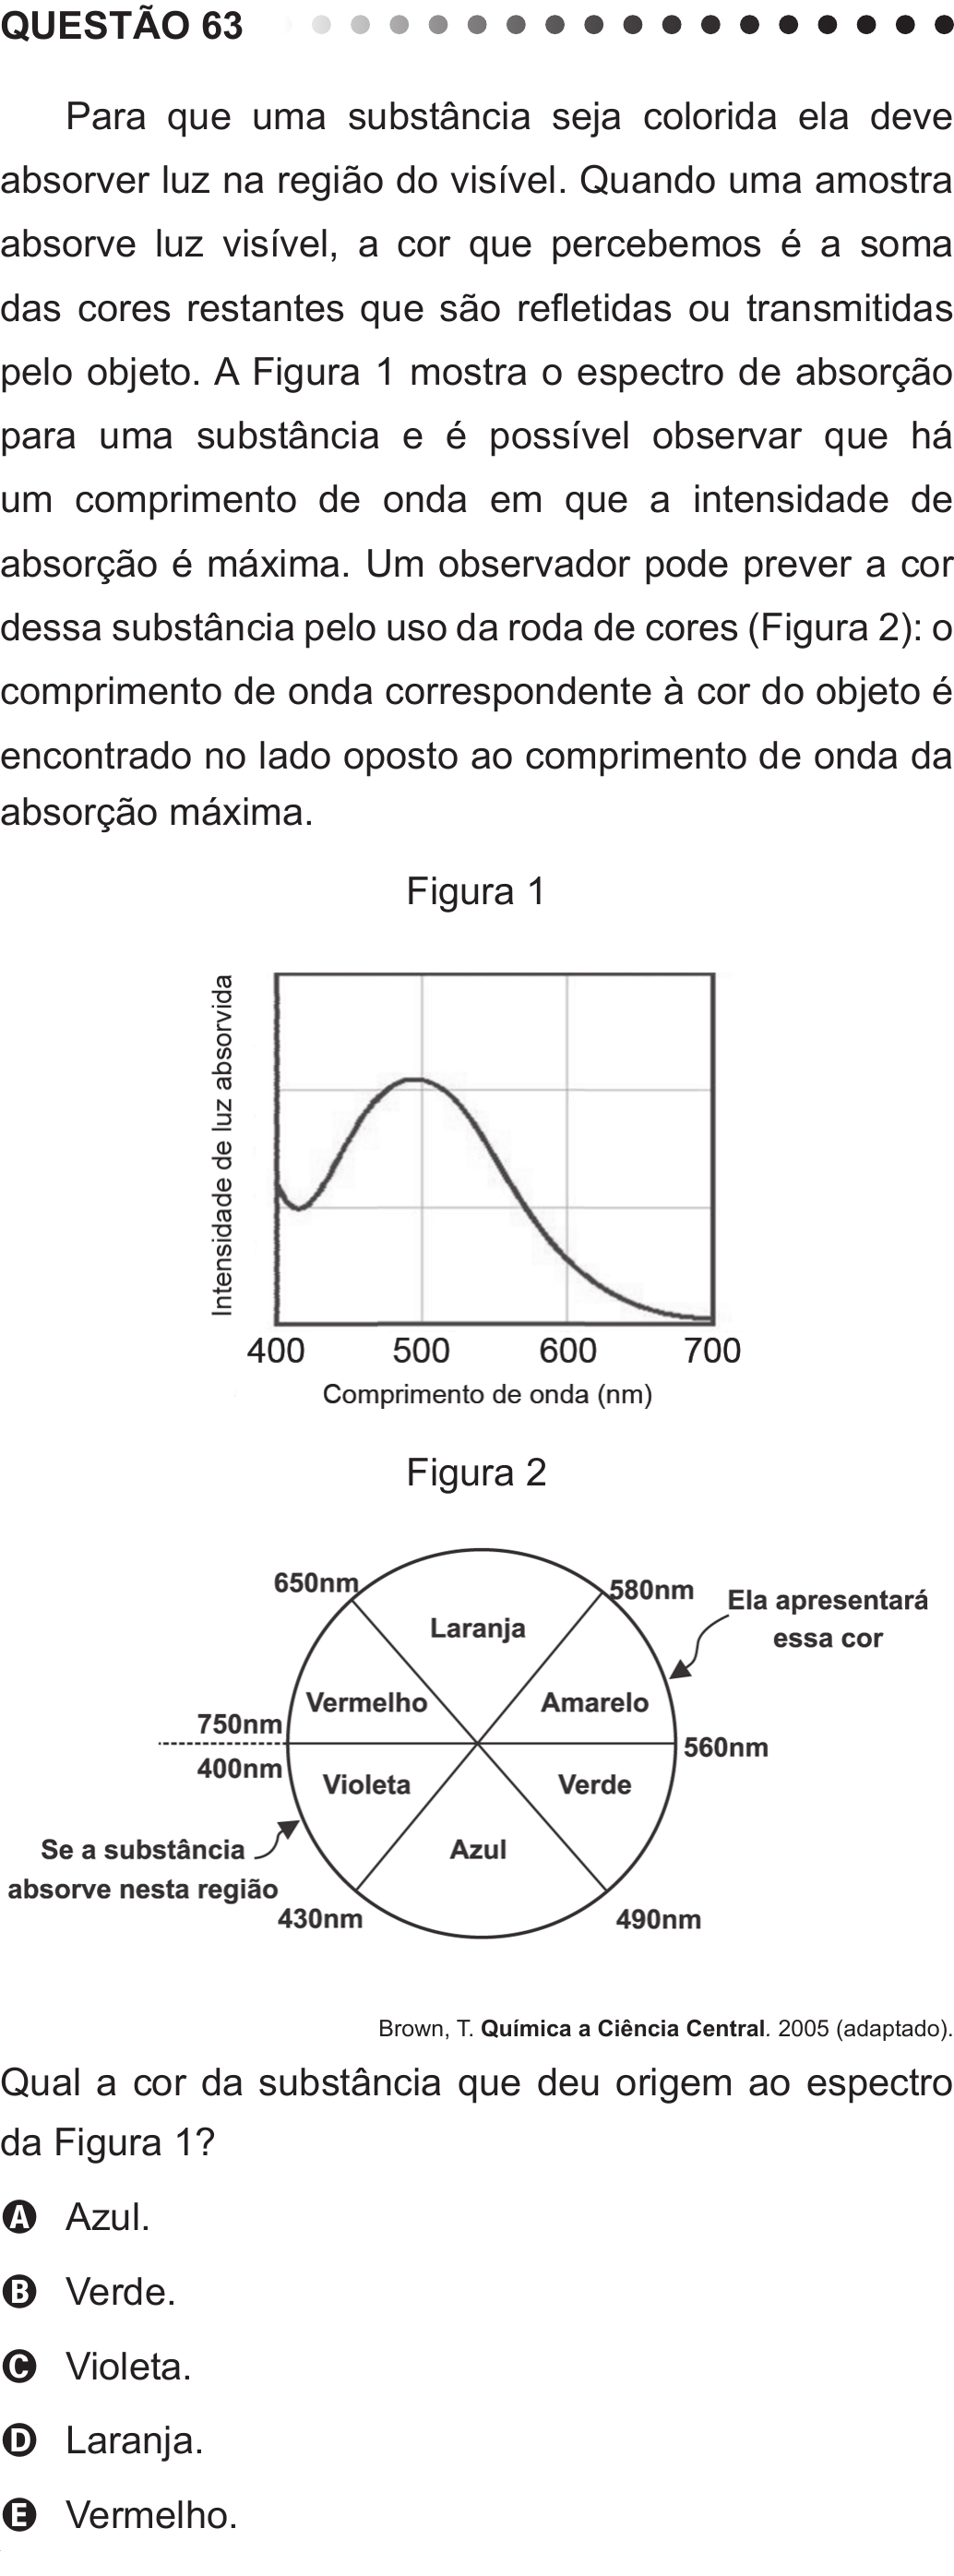 QUESTÃO 63
Para que uma substância seja colorida ela deve
absorver luz na região do visível. Quando uma amostra
absorve luz visível, a cor que percebemos é a soma
das cores restantes que são refletidas ou transmitidas
pelo objeto. A Figura 1 mostra o espectro de absorção
para uma substância e é possível observar que há
um comprimento de onda em que a intensidade de
absorção é máxima. Um observador pode prever a cor
dessa substância pelo uso da roda de cores (Figura 2): o
comprimento de onda correspondente à cor do objeto é
encontrado no lado oposto ao comprimento de onda da
absorção máxima.
Figura 1
Intensidade de luz absorvida
400 500 600 700
Comprimento de onda (nm)
Figura 2
650nm
580nm
Ela apresentará
essa cor
Laranja
Vermelho
Amarelo
750nm
560nm
400nm
Violeta
Verde
Azul
Se a substância
absorve nesta região
430nm
490nm
Brown, T. Química a Ciência Central. 2005 (adaptado).
Qual a cor da substância que deu origem ao espectro
da Figura 1?
A Azul.
B Verde.
C Violeta.
D Laranja.
E Vermelho.